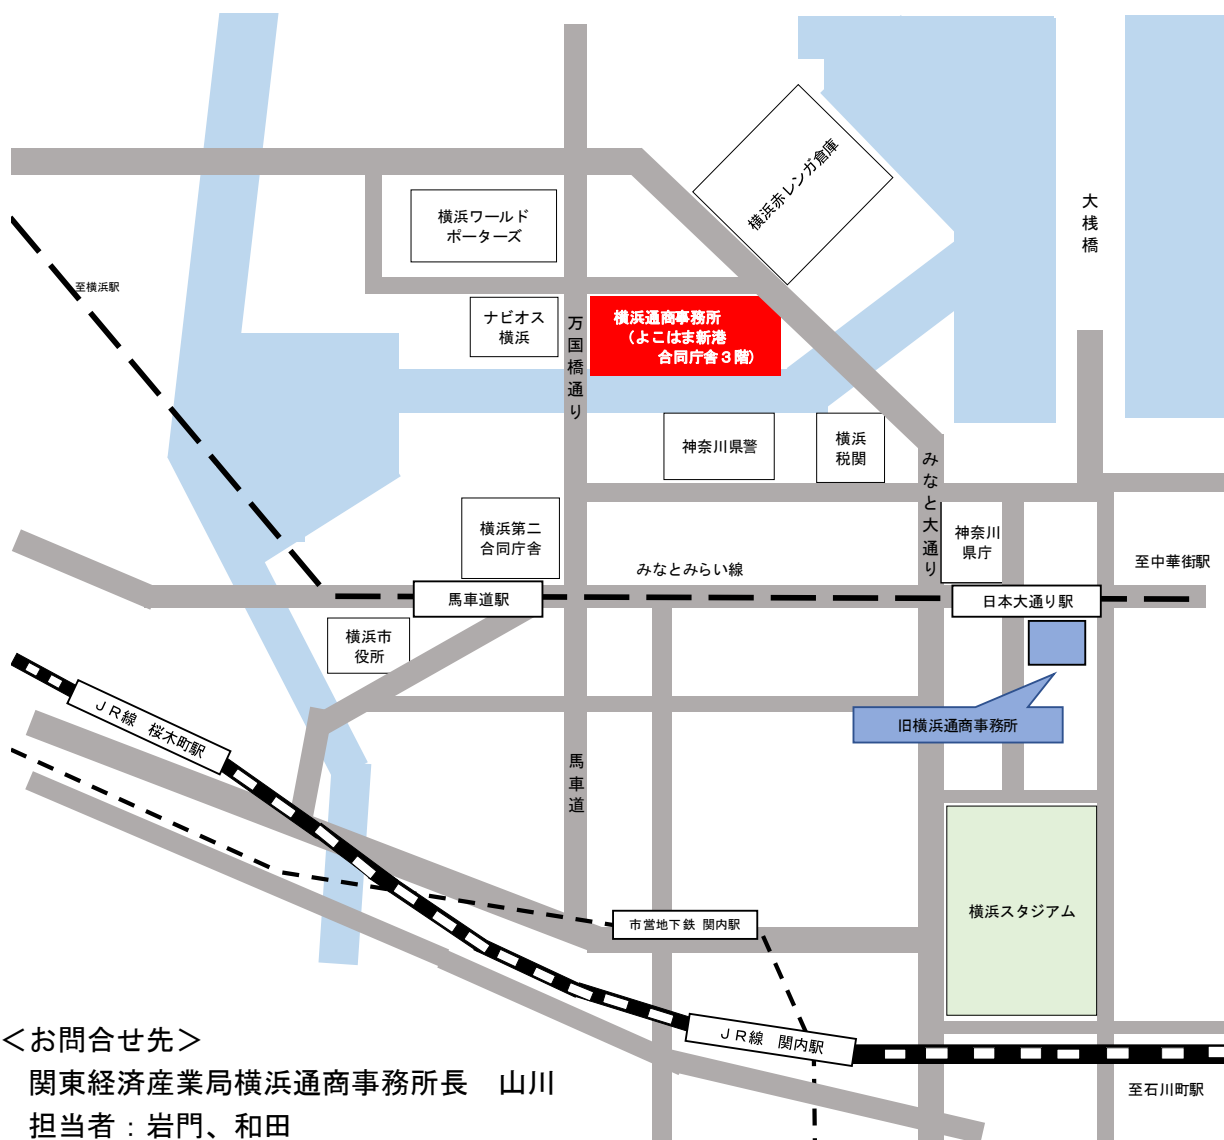 横浜赤レンガ倉庫
大桟橋
横浜ワールド
ポーターズ
至横浜駅
ナビオス
横浜
万国橋通り
横浜通商事務所
（よこはま新港
合同庁舎３階）
神奈川県警
横浜
税関
みなと大通り
横浜第二
合同庁舎
神奈川
県庁
みなとみらい線
至中華街駅
馬車道駅
日本大通り駅
横浜市
役所
ＪＲ線　桜木町駅
旧横浜通商事務所
馬車道
市営地下鉄 関内駅
横浜スタジアム
ＪＲ線　関内駅
至石川町駅
＜お問合せ先＞
関東経済産業局横浜通商事務所長　山川
担当者：岩門、和田